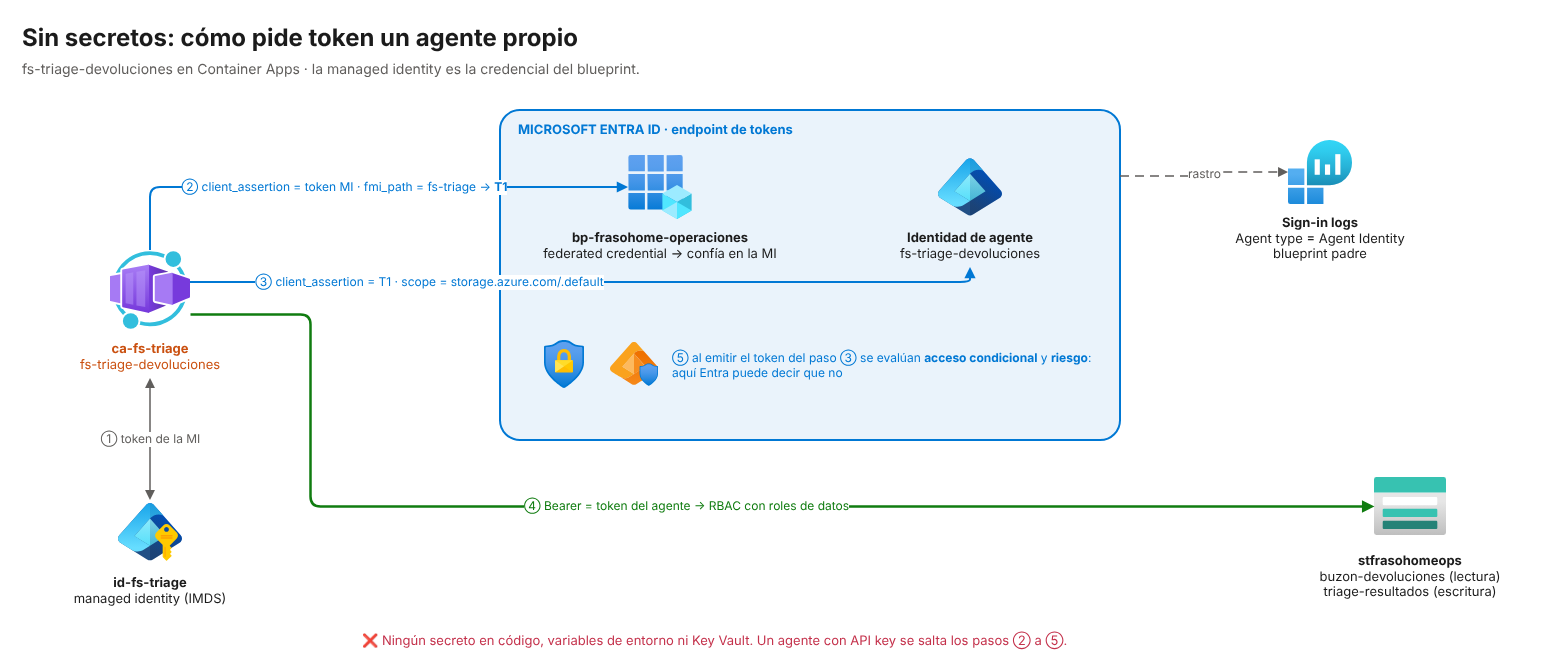 Sin secretos: cómo pide token un agente propio
fs-triage-devoluciones en Container Apps · la managed identity es la credencial del blueprint.
MICROSOFT ENTRA ID · endpoint de tokens
② client_assertion = token MI · fmi_path = fs-triage → T1
rastro
bp-frasohome-operaciones
federated credential → confía en la MI
Identidad de agente
fs-triage-devoluciones
Sign-in logs
Agent type = Agent Identity
blueprint padre
③ client_assertion = T1 · scope = storage.azure.com/.default
ca-fs-triage
fs-triage-devoluciones
⑤ al emitir el token del paso ③ se evalúan acceso condicional y riesgo:
aquí Entra puede decir que no
① token de la MI
④ Bearer = token del agente → RBAC con roles de datos
id-fs-triage
managed identity (IMDS)
stfrasohomeops
buzon-devoluciones (lectura)
triage-resultados (escritura)
❌ Ningún secreto en código, variables de entorno ni Key Vault. Un agente con API key se salta los pasos ② a ⑤.